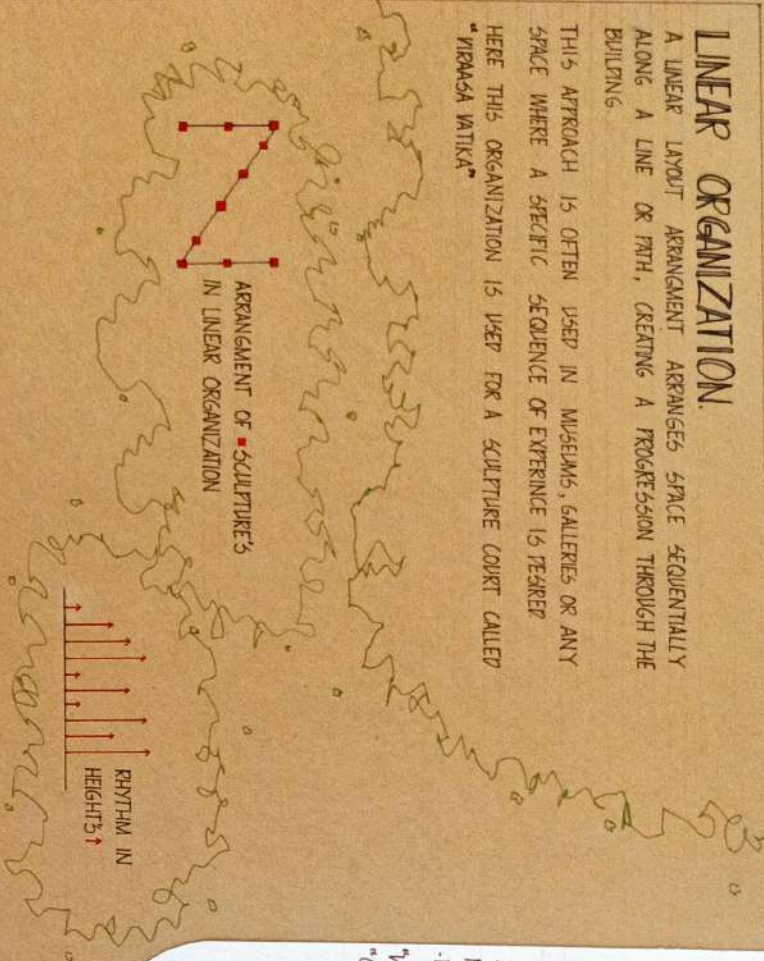 LINEAR ORGANIZATION.
A LINEAR LAYOUT ARRANGMENT ARRANGES SPACE SEQUENTIALLY
ALONG A LINE OR PATH, CREATING A PROGRESSION THROUGH THE
BUILDING.
THIS APPROACH IS OFTEN USED IN MUSEUMS, GALLERIES OR ANY
SPACE WHERE A SPECIFIC SEQUENCE OF EXPERINCE IS DESIRED
HERE THIS ORGANIZATION IS USED FOR A SCULPTURE COURT CALLED
"VIRAASA VATIKA"
ARRANGMENT OF SCULPTURE'S
IN LINEAR ORGANIZATION
RHYTHM IN
HEIGHT'S